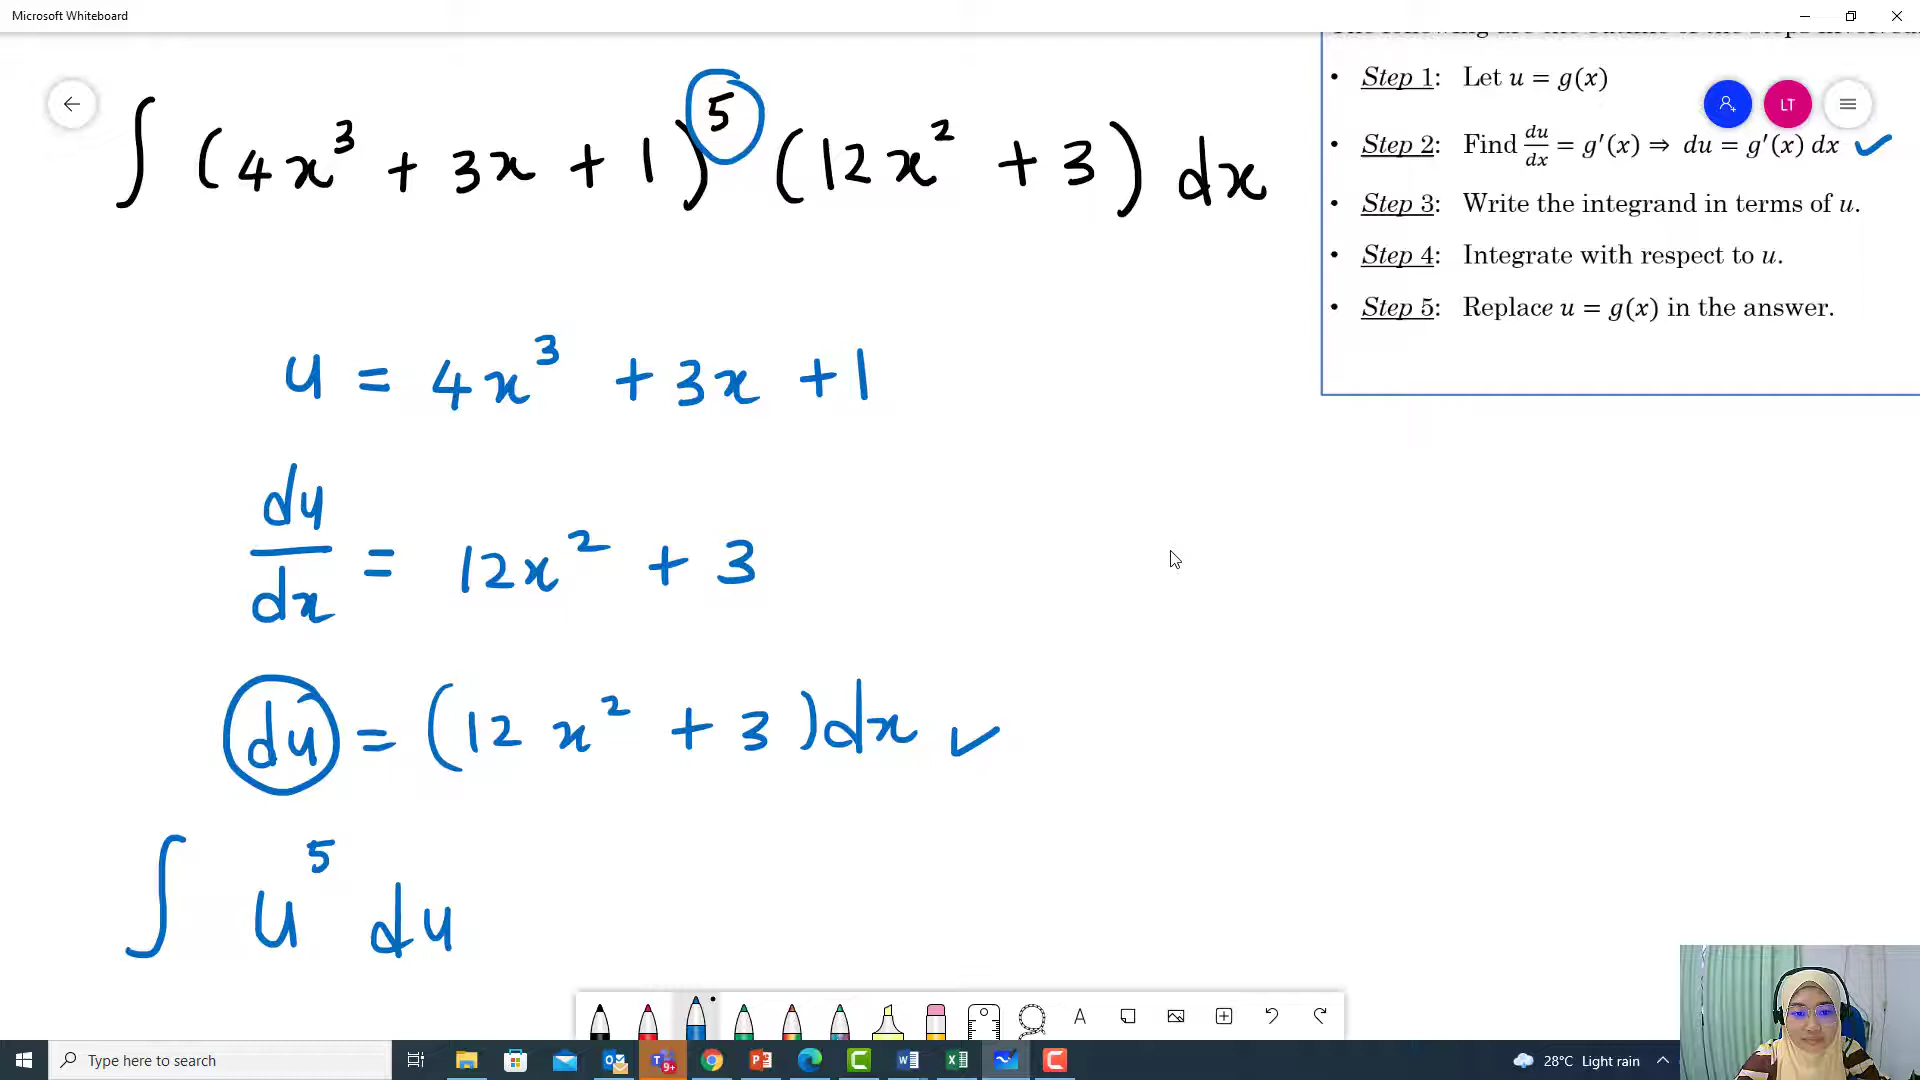 Microsoft Whiteboard
∫ (4x³ + 3x + 1)⁵ (12x² + 3) dx
• Step 1: Let u = g(x)
LT
• Step 2: Find du/dx = g′(x) ⇒ du = g′(x) dx ✓
• Step 3: Write the integrand in terms of u.
• Step 4: Integrate with respect to u.
• Step 5: Replace u = g(x) in the answer.
u = 4x³ + 3x + 1
du/dx = 12x² + 3
du = (12x² + 3)dx ✓
∫ u⁵ du
A
Type here to search
9+
28°C Light rain